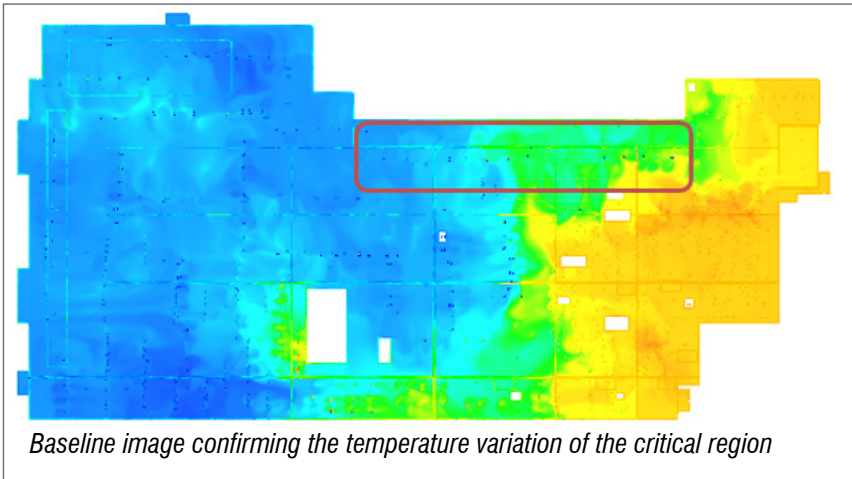 Baseline image confirming the temperature variation of the critical region